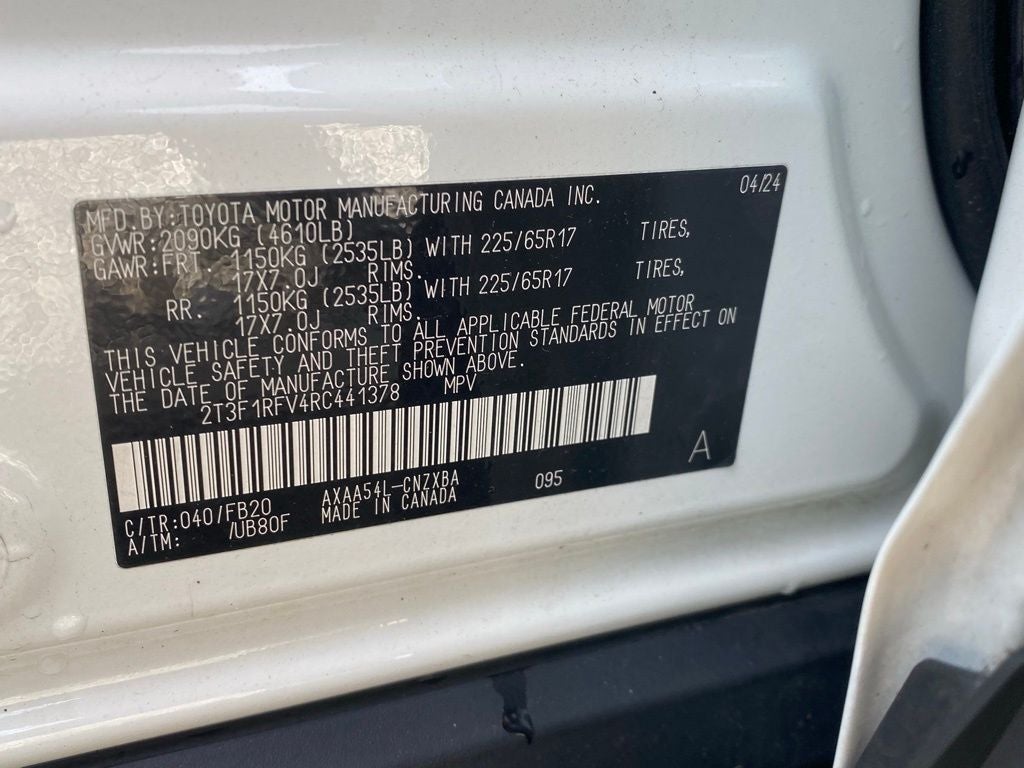 04/24
MFD.BY:TOYOTA MOTOR MANUFACTURING CANADA INC.
GVWR:2090KG (4610LB)
GAWR:FRT. 1150KG (2535LB) WITH 225/65R17 TIRES,
17X7.0J RIMS.
RR. 1150KG (2535LB) WITH 225/65R17 TIRES,
17X7.0J RIMS.
THIS VEHICLE CONFORMS TO ALL APPLICABLE FEDERAL MOTOR
VEHICLE SAFETY AND THEFT PREVENTION STANDARDS IN EFFECT ON
THE DATE OF MANUFACTURE SHOWN ABOVE.
2T3F1RFV4RC441378 MPV
A
C/TR:040/FB20 AXAA54L-CNZXBA 095
A/TM: /UB80F MADE IN CANADA